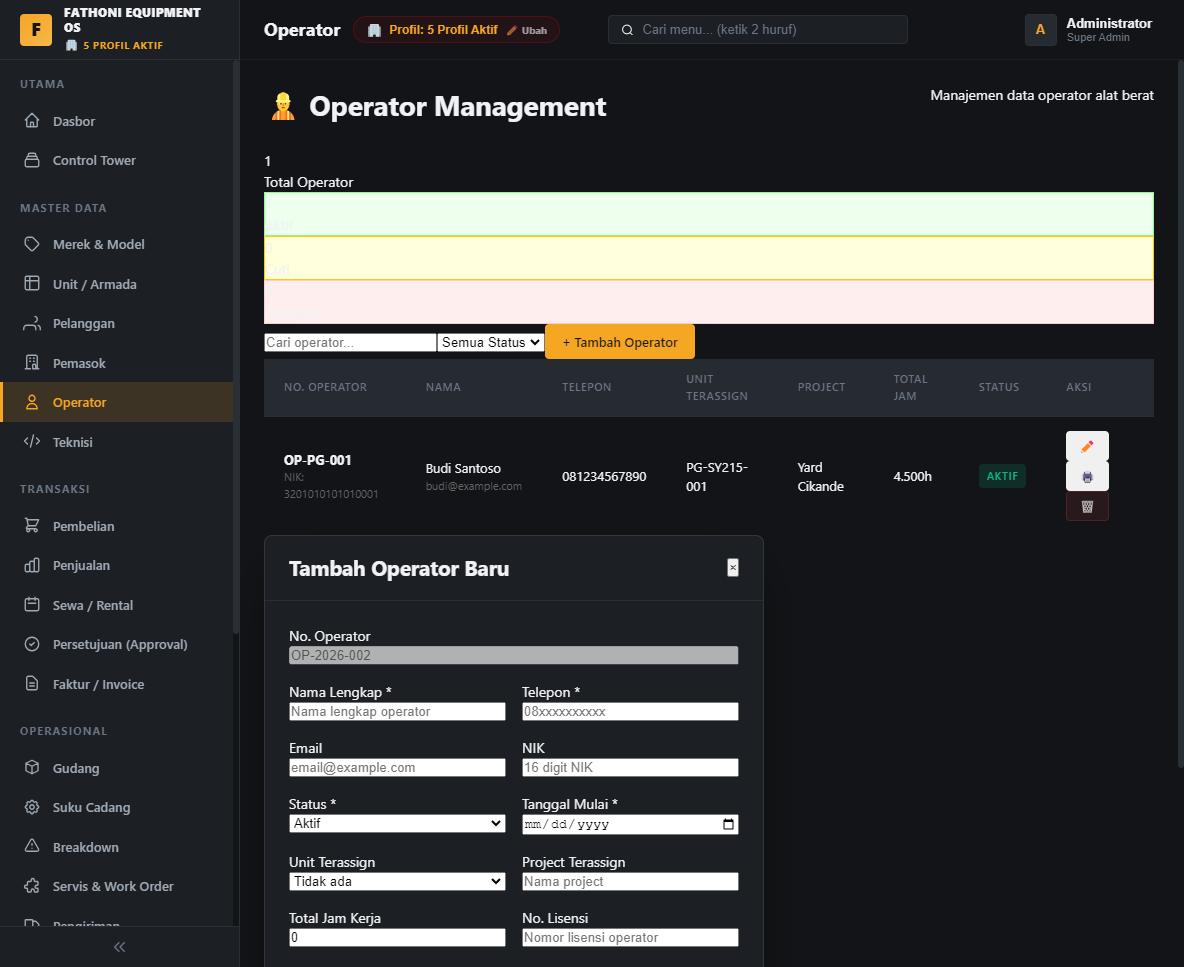 FATHONI EQUIPMENT
OS
5 PROFIL AKTIF
UTAMA
Dasbor
Control Tower
MASTER DATA
Merek & Model
Unit / Armada
Pelanggan
Pemasok
Operator
Teknisi
TRANSAKSI
Pembelian
Penjualan
Sewa / Rental
Persetujuan (Approval)
Faktur / Invoice
OPERASIONAL
Gudang
Suku Cadang
Breakdown
Servis & Work Order
Pengiriman
Operator
Profil: 5 Profil Aktif Ubah
Cari menu... (ketik 2 huruf)
A
Administrator
Super Admin
Operator Management
Manajemen data operator alat berat
1
Total Operator
Cuti
Cari operator... Semua Status + Tambah Operator
NO. OPERATOR NAMA TELEPON UNIT TERASSIGN PROJECT TOTAL JAM STATUS AKSI
OP-PG-001
NIK:
3201010101010001
Budi Santoso
budi@example.com
081234567890
PG-SY215-
001
Yard
Cikande
4.500h
AKTIF
Tambah Operator Baru
×
No. Operator
OP-2026-002
Nama Lengkap * Telepon *
Nama lengkap operator 08xxxxxxxxxx
Email NIK
email@example.com 16 digit NIK
Status * Tanggal Mulai *
Aktif mm/dd/yyyy
Unit Terassign Project Terassign
Tidak ada Nama project
Total Jam Kerja No. Lisensi
0 Nomor lisensi operator